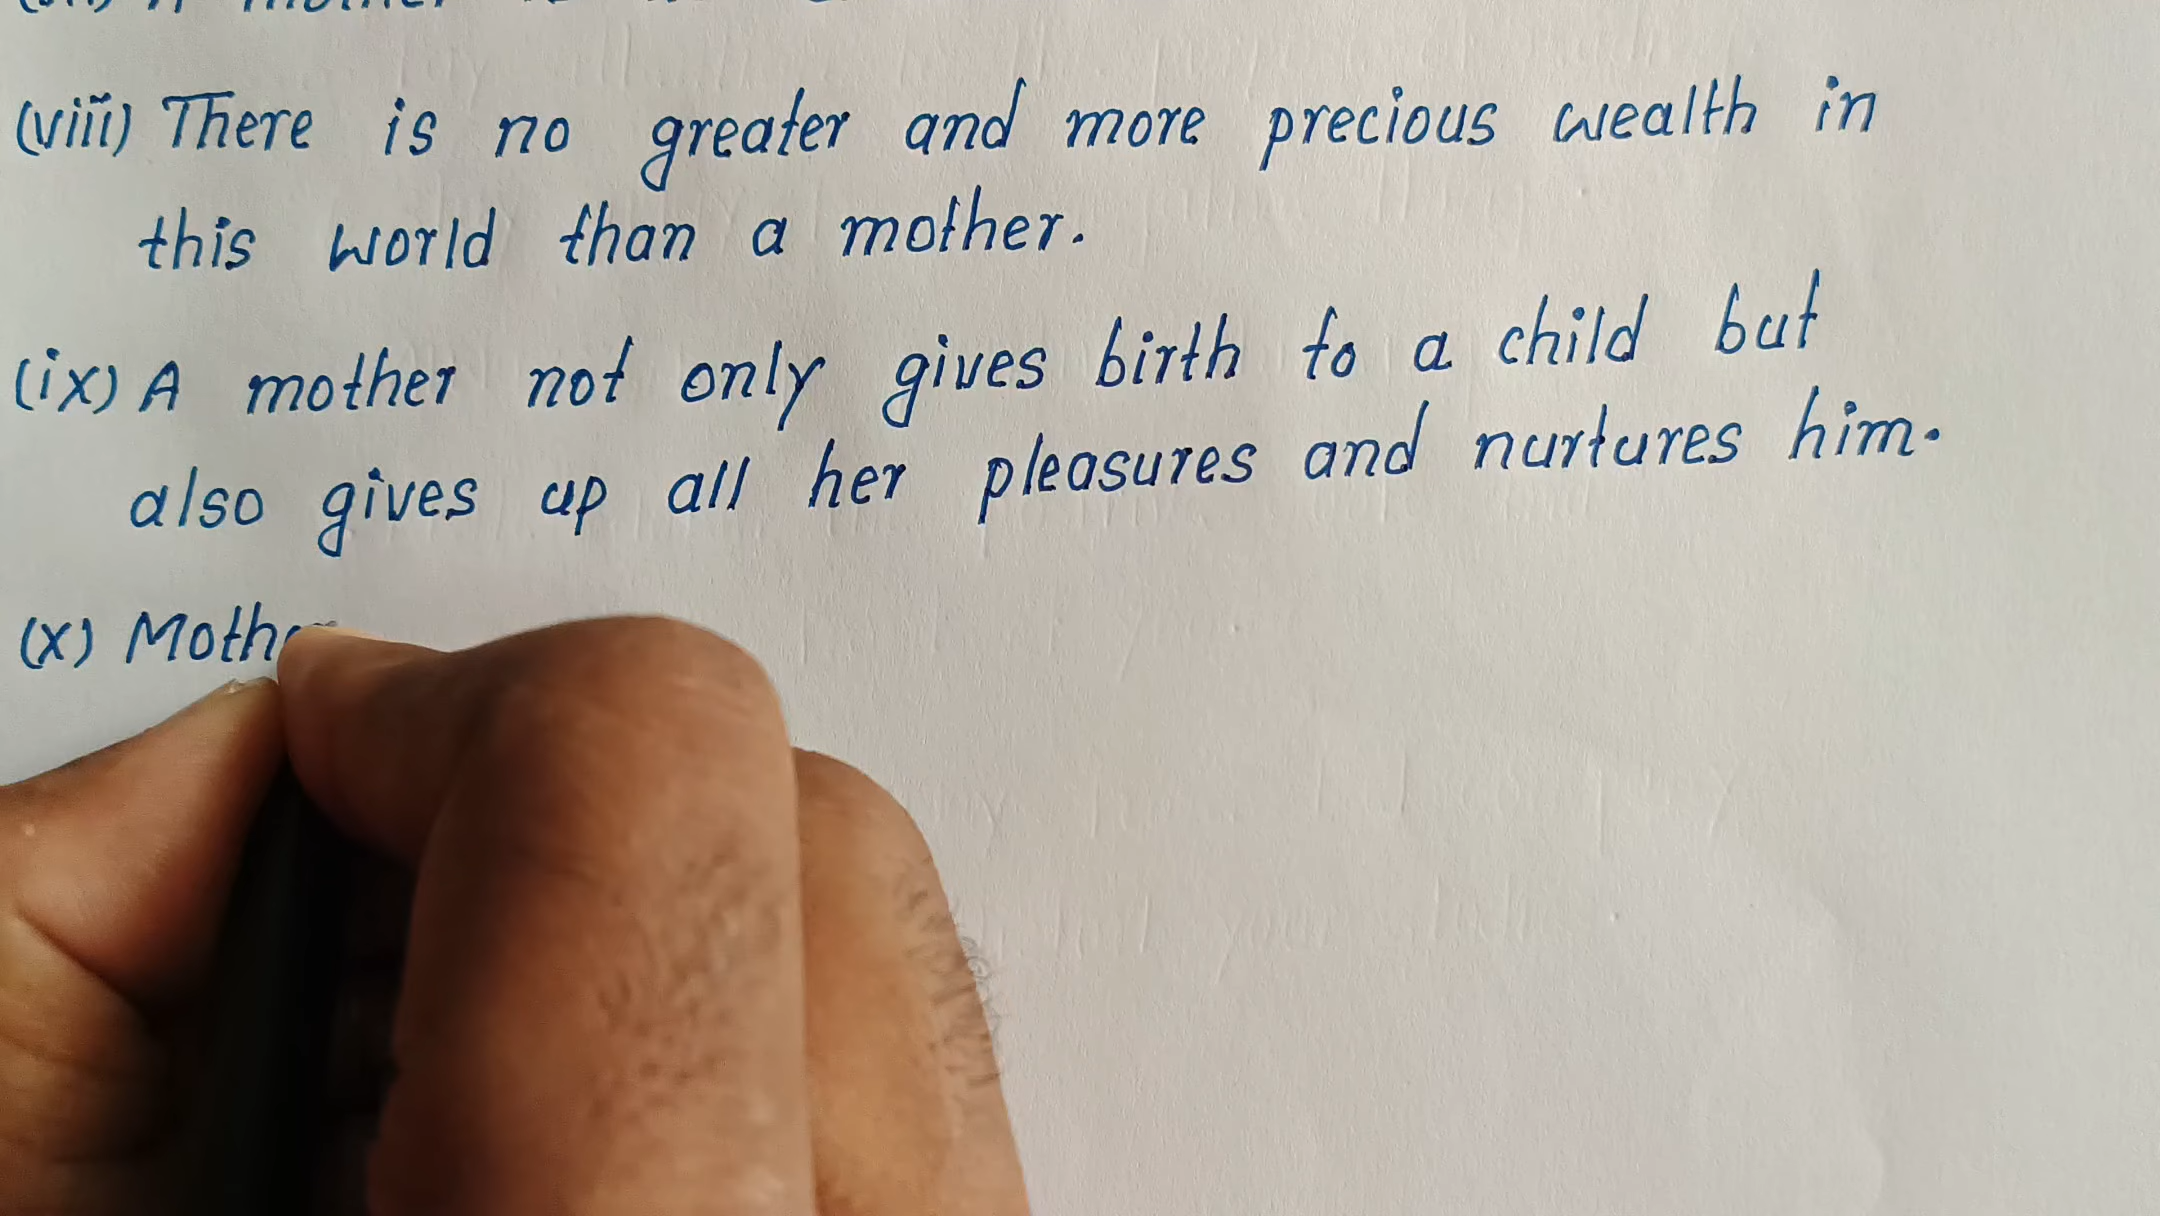 (viii) There is no greater and more precious wealth in
this world than a mother.
(ix) A mother not only gives birth to a child but
also gives up all her pleasures and nurtures him.
(x) Mother